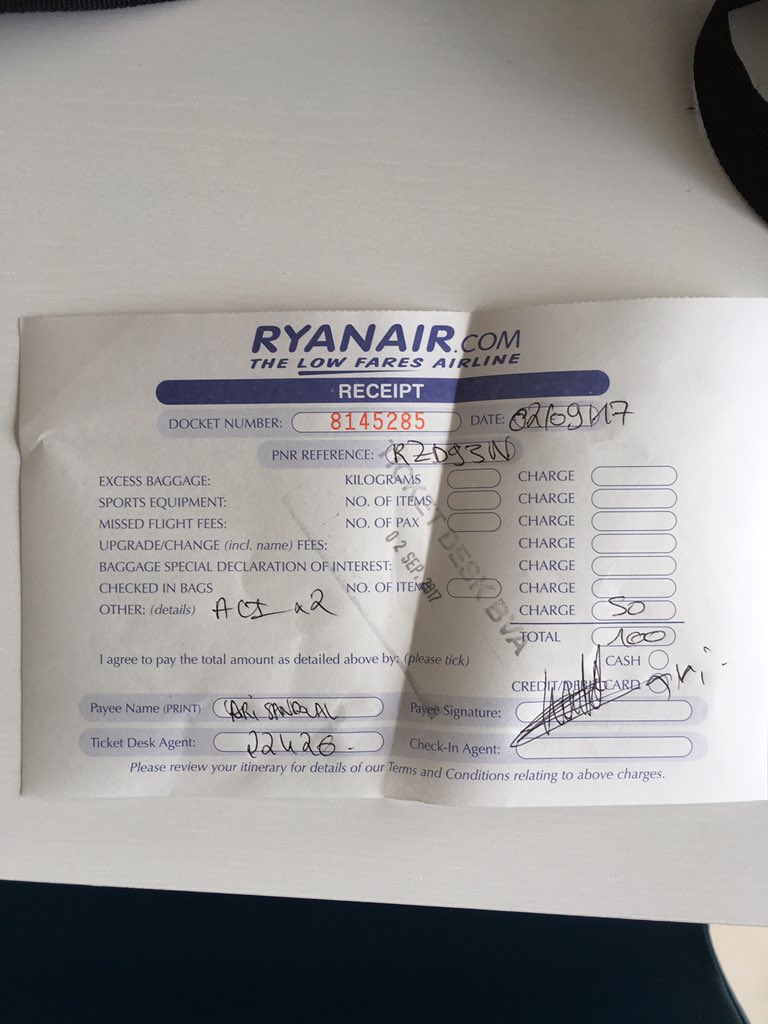 RYANAIR.COM
THE LOW FARES AIRLINE
RECEIPT
DOCKET NUMBER: 8145285 DATE: 02/09/17
PNR REFERENCE: RZD93N
EXCESS BAGGAGE: KILOGRAMS CHARGE
SPORTS EQUIPMENT: NO. OF ITEMS CHARGE
MISSED FLIGHT FEES: NO. OF PAX CHARGE
UPGRADE/CHANGE (incl. name) FEES: CHARGE
BAGGAGE SPECIAL DECLARATION OF INTEREST: CHARGE
CHECKED IN BAGS NO. OF ITEMS CHARGE
OTHER: (details) ACI x2 CHARGE 50
TICKET DESK BVA
02 SEP 2017
TOTAL 100
I agree to pay the total amount as detailed above by: (please tick) CASH
CREDIT/DEBIT CARD
Payee Name (PRINT) Payee Signature:
Ticket Desk Agent: 22426 Check-In Agent:
Please review your itinerary for details of our Terms and Conditions relating to above charges.